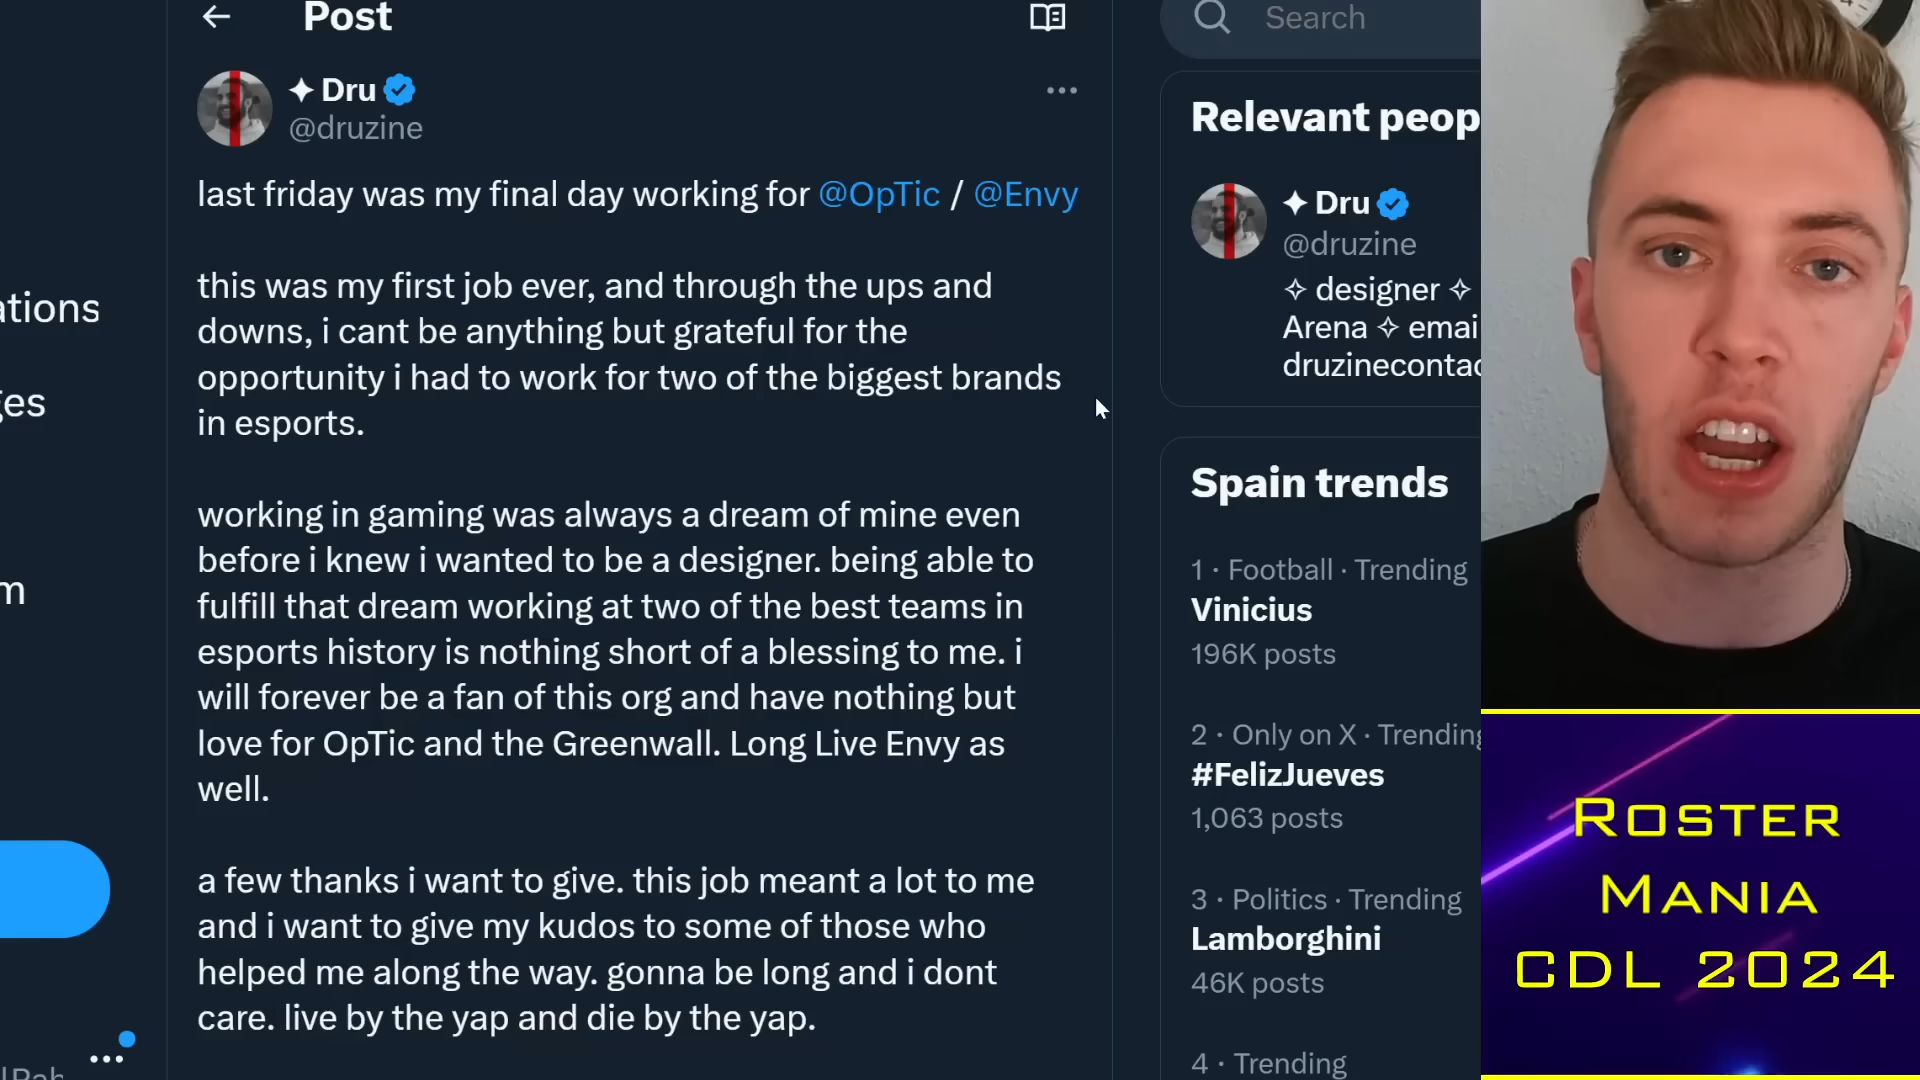 Post
✦ Dru
@druzine
last friday was my final day working for @OpTic / @Envy
this was my first job ever, and through the ups and
downs, i cant be anything but grateful for the
opportunity i had to work for two of the biggest brands
in esports.
working in gaming was always a dream of mine even
before i knew i wanted to be a designer. being able to
fulfill that dream working at two of the best teams in
esports history is nothing short of a blessing to me. i
will forever be a fan of this org and have nothing but
love for OpTic and the Greenwall. Long Live Envy as
well.
a few thanks i want to give. this job meant a lot to me
and i want to give my kudos to some of those who
helped me along the way. gonna be long and i dont
care. live by the yap and die by the yap.
ations
ges
m
Search
Relevant peop
✦ Dru
@druzine
✧ designer ✧
Arena ✧ emai
druzinecontac
Spain trends
1 · Football · Trending
Vinicius
196K posts
2 · Only on X · Trending
#FelizJueves
1,063 posts
3 · Politics · Trending
Lamborghini
46K posts
4 · Trending
Roster
Mania
CDL 2024